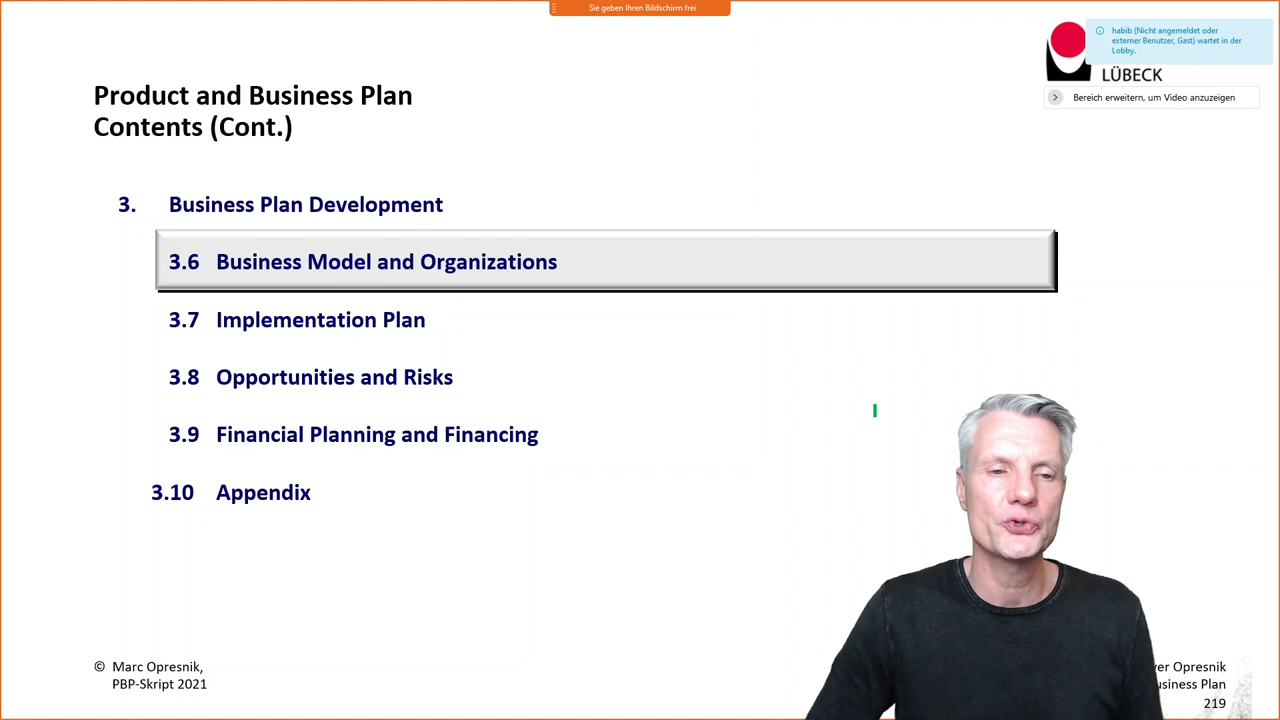 Sie geben Ihren Bildschirm frei
habib (Nicht angemeldet oder
externer Benutzer, Gast) wartet in der
Lobby.
LÜBECK
Bereich erweitern, um Video anzuzeigen
Product and Business Plan
Contents (Cont.)
3. Business Plan Development
3.6 Business Model and Organizations
3.7 Implementation Plan
3.8 Opportunities and Risks
3.9 Financial Planning and Financing
3.10 Appendix
© Marc Opresnik,
PBP-Skript 2021
Opresnik
Plan
219